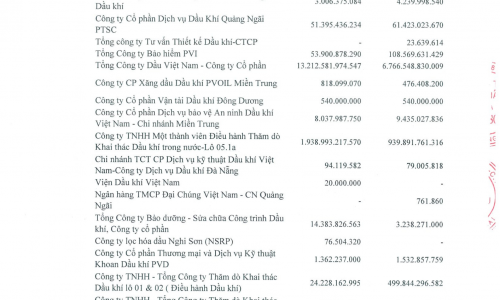 Dầu khí 3.006.375.084 4.239.998.540
Công ty Cổ phần Dịch vụ Dầu Khí Quảng Ngãi 51.395.436.234 61.423.023.670
PTSC
Tổng công ty Tư vấn Thiết kế Dầu khí-CTCP - 23.639.614
Tổng Công ty Bảo hiểm PVI 53.900.878.290 108.569.631.429
Tổng Công ty Dầu Việt Nam - Công ty Cổ phần 13.212.581.974.547 6.766.548.830.009
Công ty CP Xăng dầu Dầu khí PVOIL Miền Trung 818.099.070 476.408.200
Công ty Cổ phần Vận tải Dầu khí Đông Dương 540.000.000 540.000.000
Công ty Cổ phần Dịch vụ bảo vệ An ninh Dầu khí 8.037.987.750 9.435.027.836
Việt Nam - Chi nhánh Miền Trung
Công ty TNHH Một thành viên Điều hành Thăm dò 1.938.993.217.570 939.891.761.316
Khai thác Dầu khí trong nước-Lô 05.1a
Chi nhánh TCT CP Dịch vụ kỹ thuật Dầu khí Việt 94.119.582 79.005.818
Nam-Công ty Dịch vụ Dầu khí Đà Nẵng
Viện Dầu khí Việt Nam 20.000.000 -
Ngân hàng TMCP Đại Chúng Việt Nam - CN Quảng - 761.860
Ngãi
Tổng Công ty Bảo dưỡng - Sửa chữa Công trình Dầu 14.383.826.563 3.238.271.000
khí, Công ty cổ phần
Công ty lọc hóa dầu Nghi Sơn (NSRP) 76.504.320 -
Công ty Cổ phần Thương mại và Dịch vụ Kỹ thuật 1.362.237.000 1.532.857.759
Khoan Dầu khí PVD
Công ty TNHH - Tổng Công ty Thăm dò Khai thác 24.228.162.995 499.844.296.582
Dầu khí lô 01 & 02 ( Điều hành Dầu khí)
Công ty TNHH - Tổng Công ty Thăm dò Khai thác